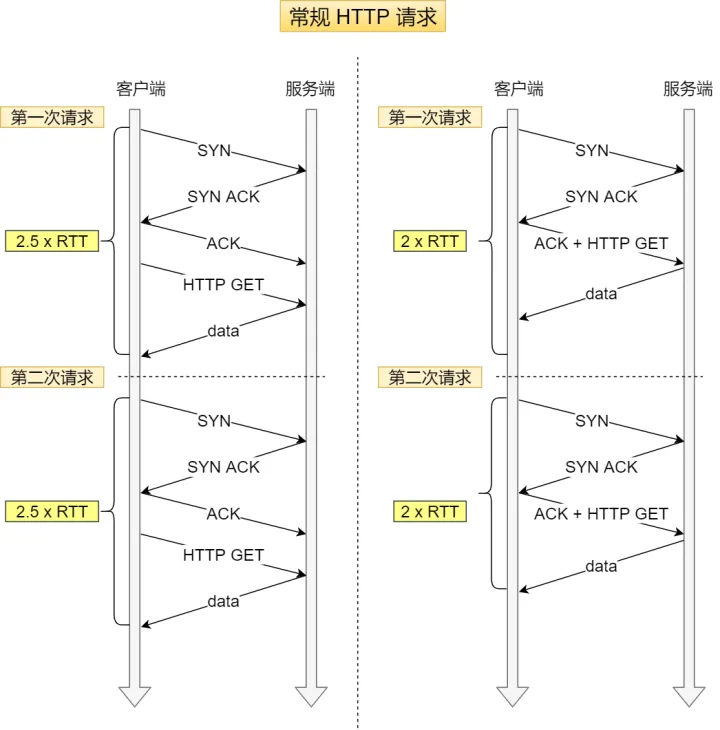 常规 HTTP 请求
客户端
服务端
第一次请求
SYN
SYN ACK
2.5 x RTT
ACK
HTTP GET
data
第二次请求
SYN
SYN ACK
2.5 x RTT
ACK
HTTP GET
data
客户端
服务端
第一次请求
SYN
SYN ACK
2 x RTT
ACK + HTTP GET
data
第二次请求
SYN
SYN ACK
2 x RTT
ACK + HTTP GET
data